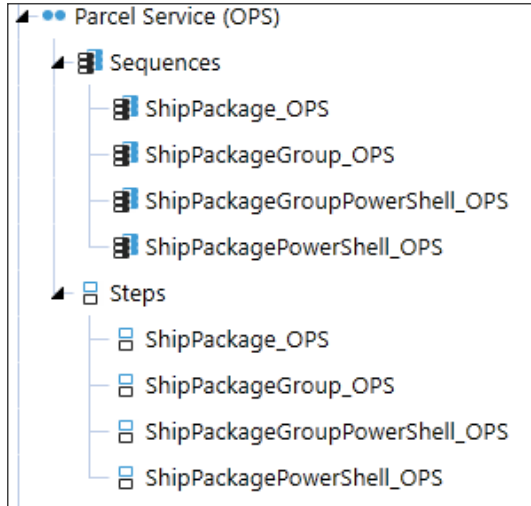 Parcel Service (OPS)
Sequences
ShipPackage_OPS
ShipPackageGroup_OPS
ShipPackageGroupPowerShell_OPS
ShipPackagePowerShell_OPS
Steps
ShipPackage_OPS
ShipPackageGroup_OPS
ShipPackageGroupPowerShell_OPS
ShipPackagePowerShell_OPS